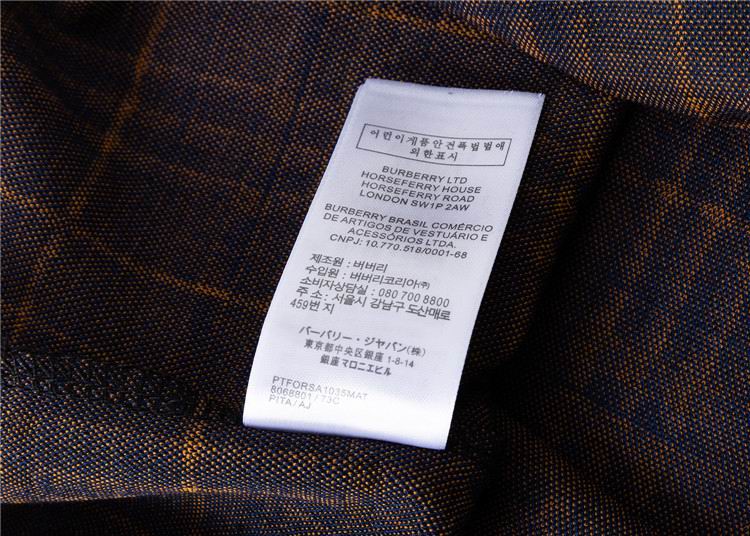 어린이제품안전특별법에
의한표시
BURBERRY LTD
HORSEFERRY HOUSE
HORSEFERRY ROAD
LONDON SW1P 2AW
BURBERRY BRASIL COMÉRCIO
DE ARTIGOS DE VESTUÁRIO E
ACESSÓRIOS LTDA.
CNPJ: 10.770.518/0001-68
제조원 : 버버리
수입원 : 버버리코리아㈜
소비자상담실 : 080 700 8800
주 소 : 서울시 강남구 도산매로
459번 지
バーバリー・ジャパン(株)
東京都中央区銀座 1-8-14
銀座マロニエビル
PTFORSA1035MAT
8068801 / 73C
PITA / AJ